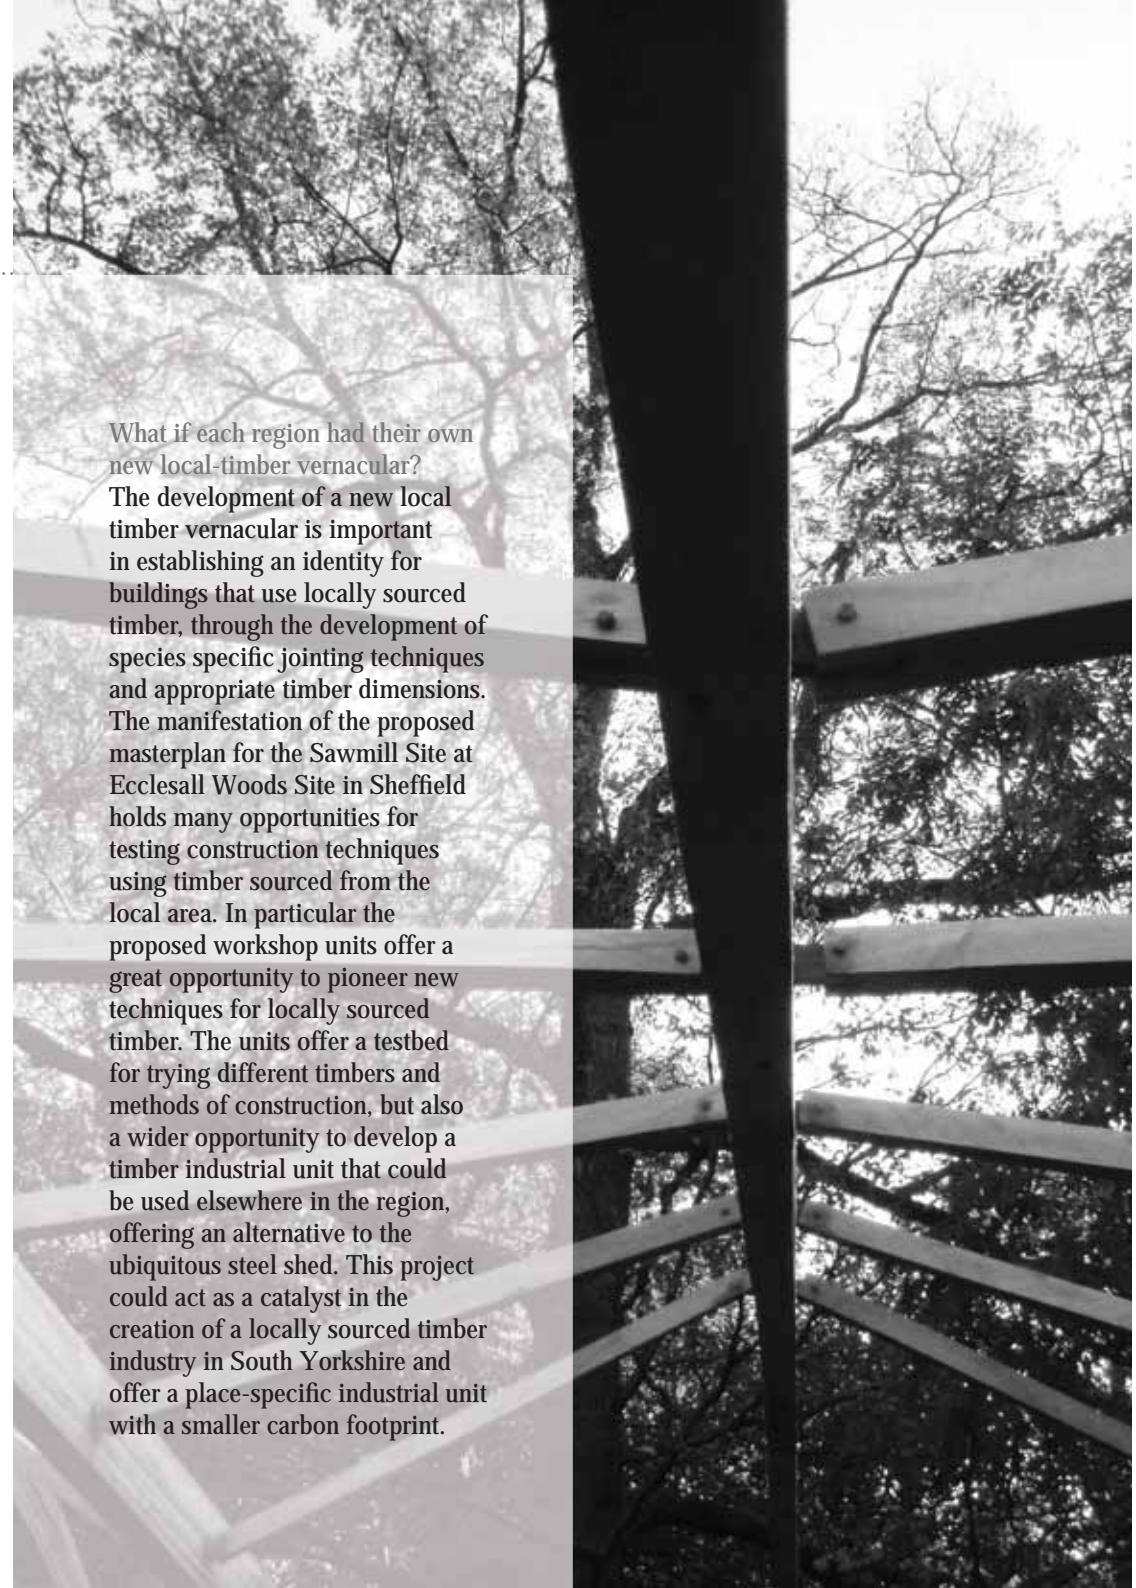 What if each region had their own
new local-timber vernacular?
The development of a new local
timber vernacular is important
in establishing an identity for
buildings that use locally sourced
timber, through the development of
species specific jointing techniques
and appropriate timber dimensions.
The manifestation of the proposed
masterplan for the Sawmill Site at
Ecclesall Woods Site in Sheffield
holds many opportunities for
testing construction techniques
using timber sourced from the
local area. In particular the
proposed workshop units offer a
great opportunity to pioneer new
techniques for locally sourced
timber. The units offer a testbed
for trying different timbers and
methods of construction, but also
a wider opportunity to develop a
timber industrial unit that could
be used elsewhere in the region,
offering an alternative to the
ubiquitous steel shed. This project
could act as a catalyst in the
creation of a locally sourced timber
industry in South Yorkshire and
offer a place-specific industrial unit
with a smaller carbon footprint.